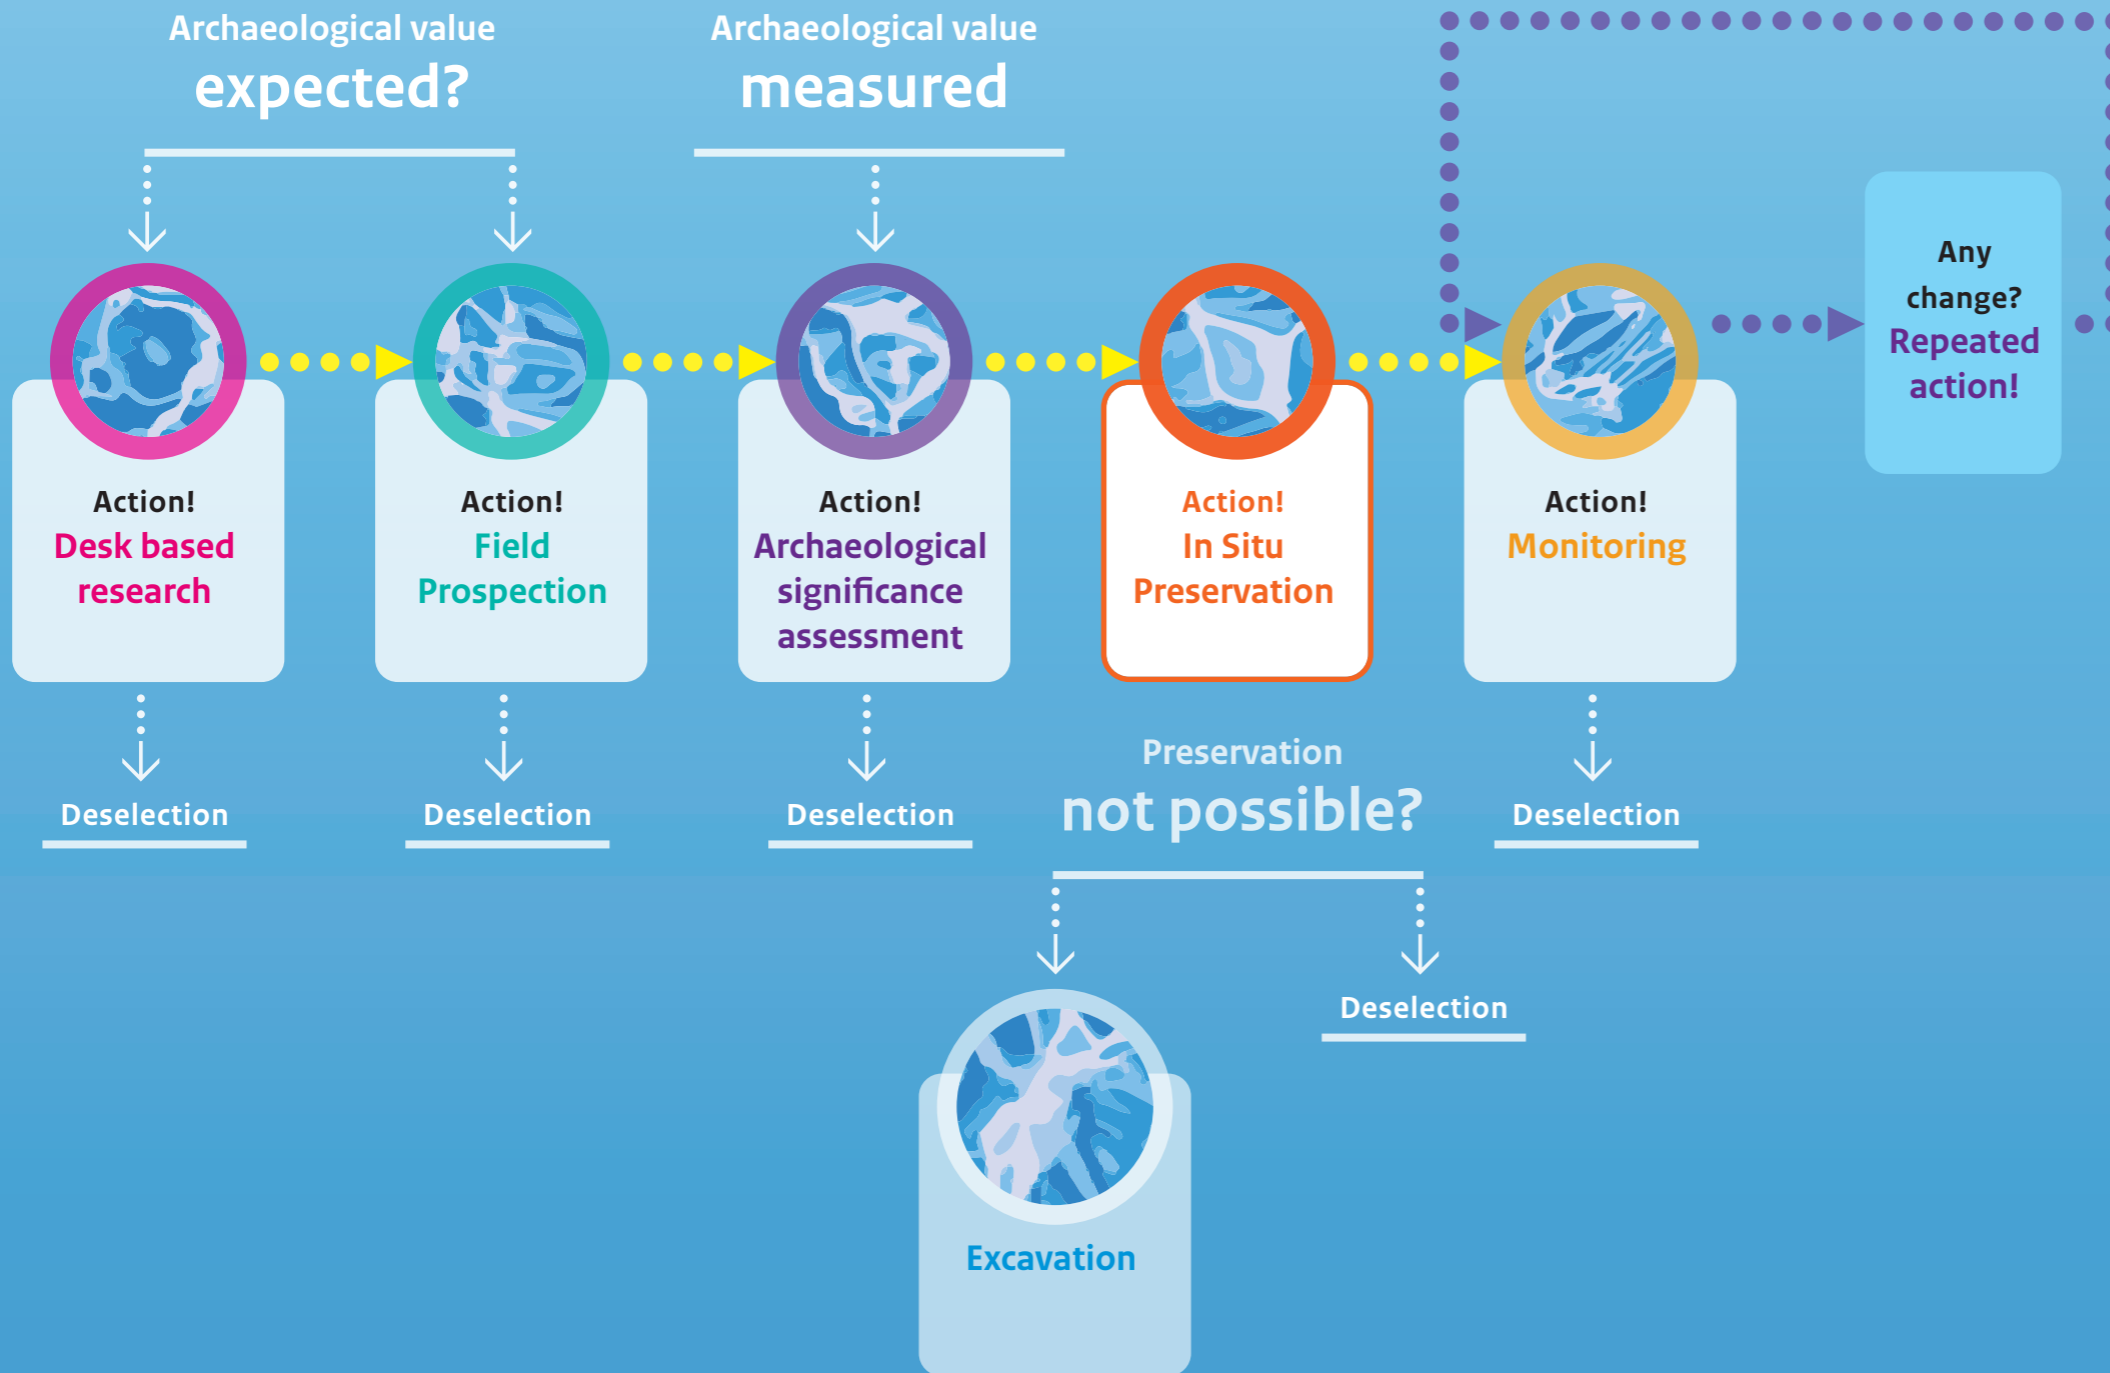 Archaeological value
expected?
Archaeological value
measured
Any
change?
Repeated
action!
Action!
Desk based
research
Action!
Field
Prospection
Action!
Archaeological
significance
assessment
Action!
In Situ
Preservation
Action!
Monitoring
Deselection
Deselection
Deselection
Preservation
not possible?
Deselection
Deselection
Excavation